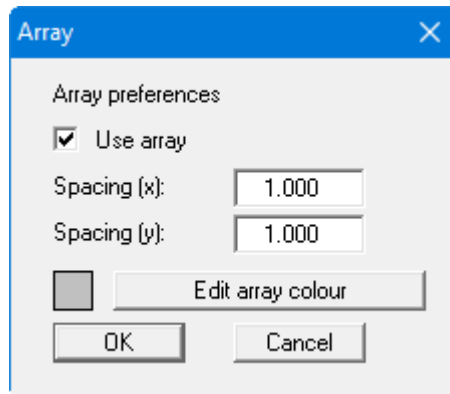 Array
Array preferences
Use array
Spacing (x): 1.000
Spacing (y): 1.000
Edit array colour
OK Cancel